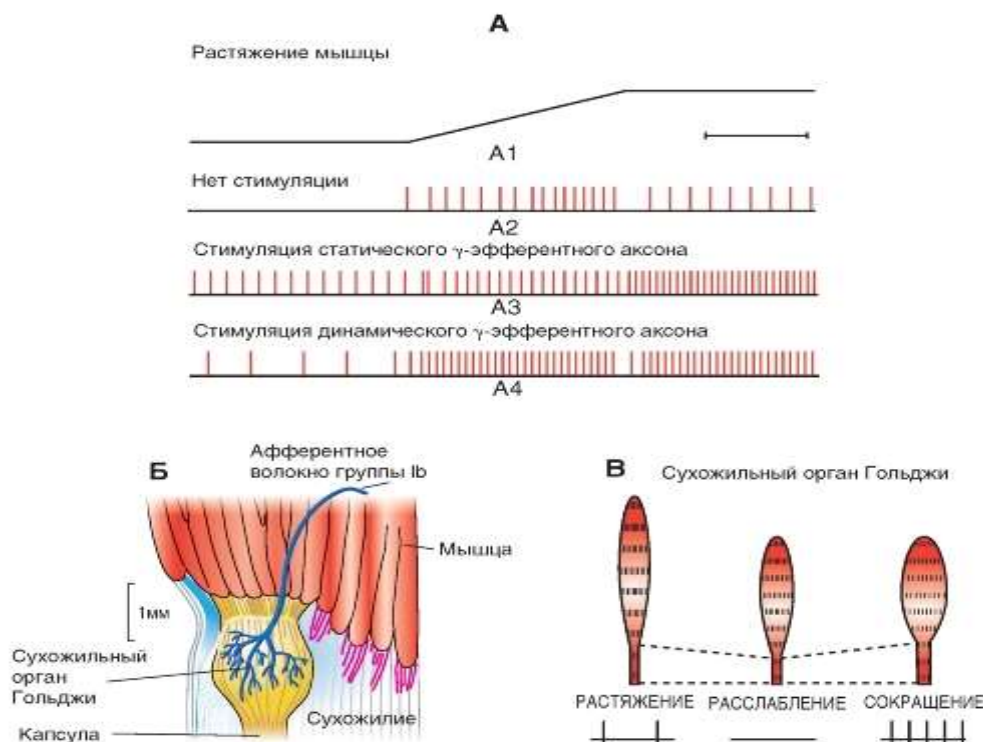 А
Растяжение мышцы
А1
Нет стимуляции
А2
Стимуляция статического γ-эфферентного аксона
А3
Стимуляция динамического γ-эфферентного аксона
А4
Б
Афферентное
волокно группы Ib
Мышца
1мм
Сухожильный
орган
Гольджи
Сухожилие
Капсула
В
Сухожильный орган Гольджи
РАСТЯЖЕНИЕ
РАССЛАБЛЕНИЕ
СОКРАЩЕНИЕ